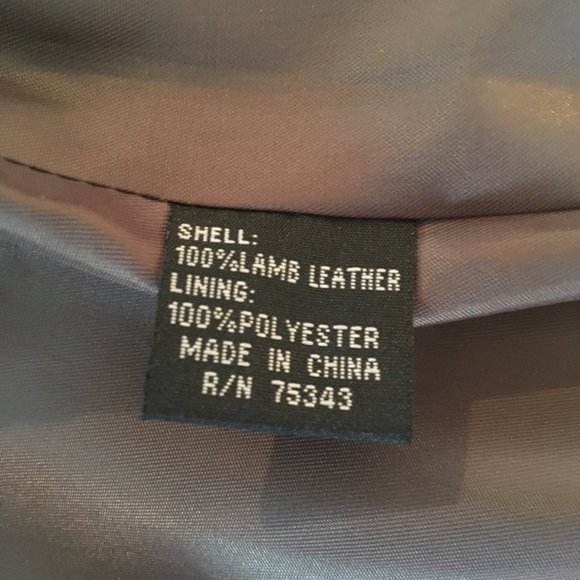 SHELL:
100%LAMB LEATHER
LINING:
100%POLYESTER
MADE IN CHINA
R/N 75343